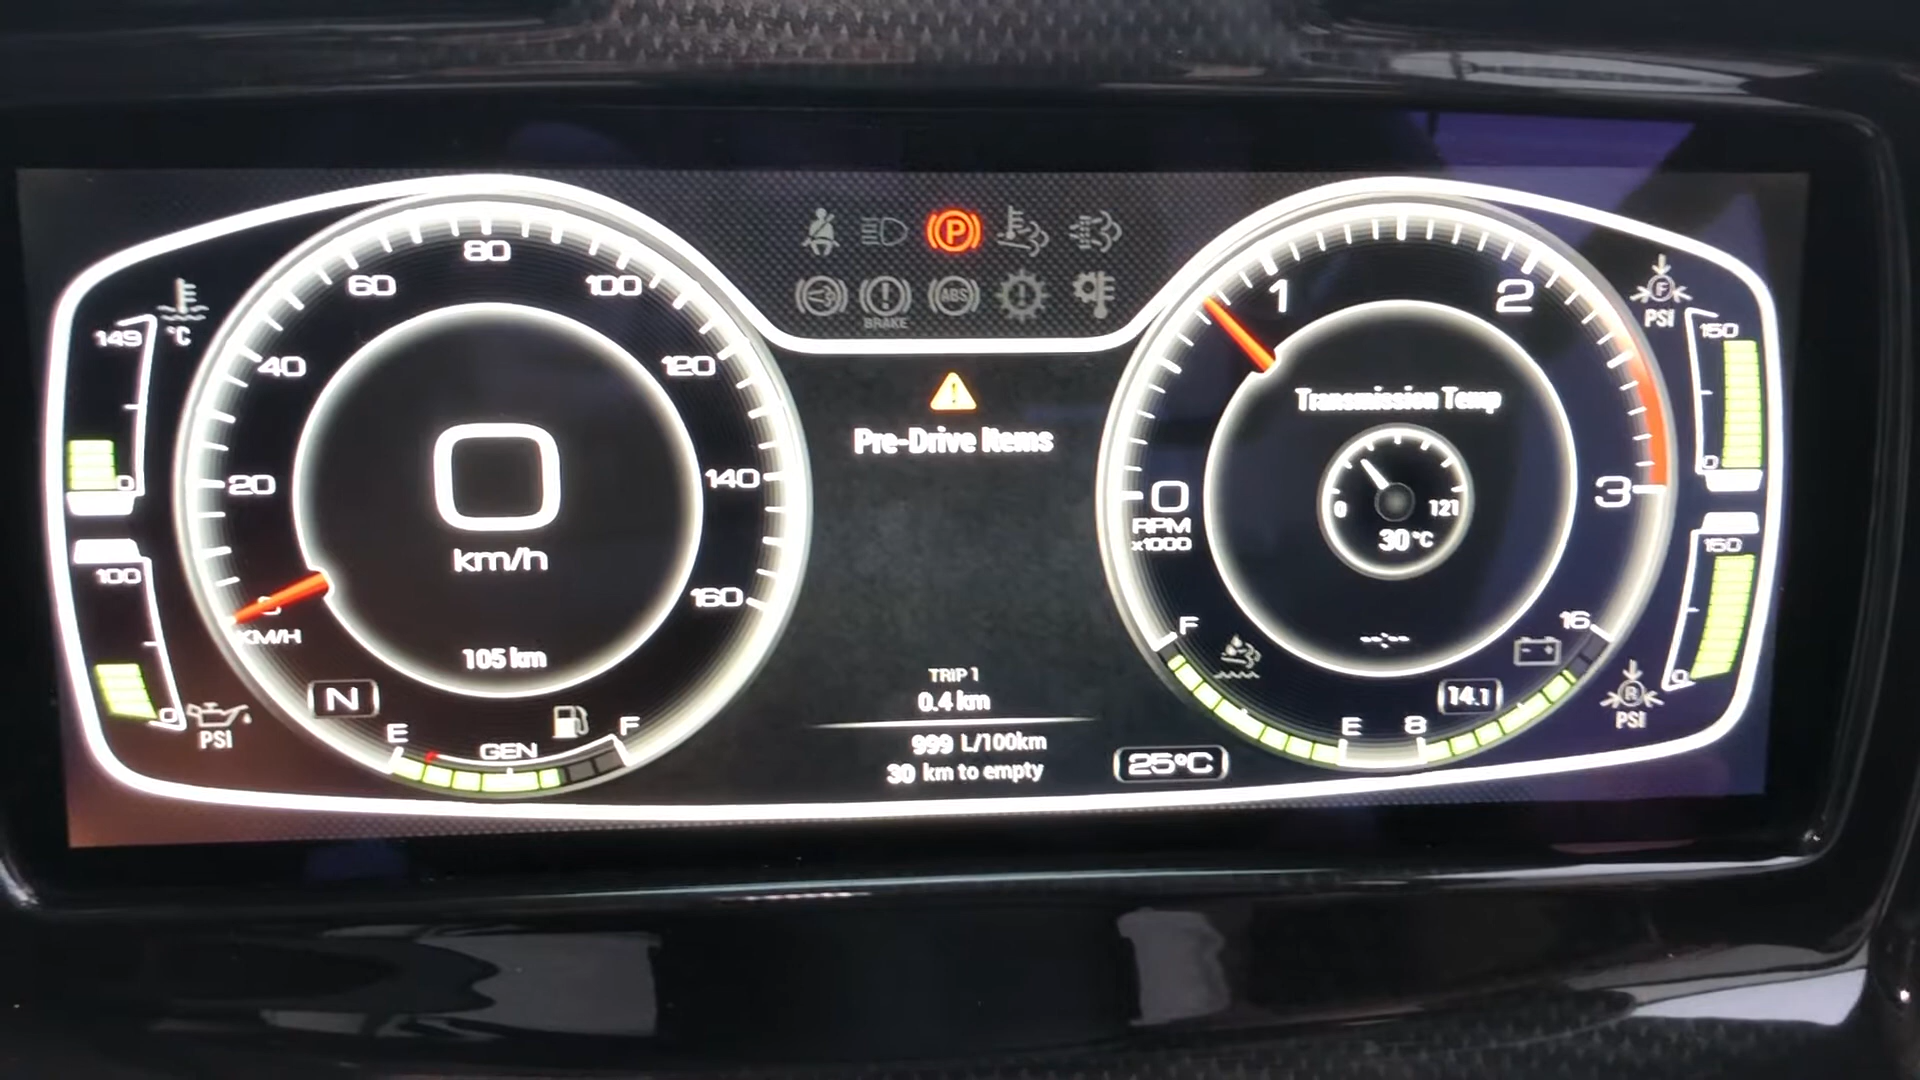 80
60
100
40
120
20
140
160
KM/H
0
km/h
105 km
N
E
GEN
F
149
°C
0
100
0
PSI
P
BRAKE
ABS
Pre-Drive Items
TRIP 1
0.4 km
999 L/100km
30 km to empty
25°C
1
2
0
3
RPM
x1000
Transmission Temp
0
121
30°C
--:--
F
E
8
14.1
16
F
PSI
150
0
150
0
R
PSI